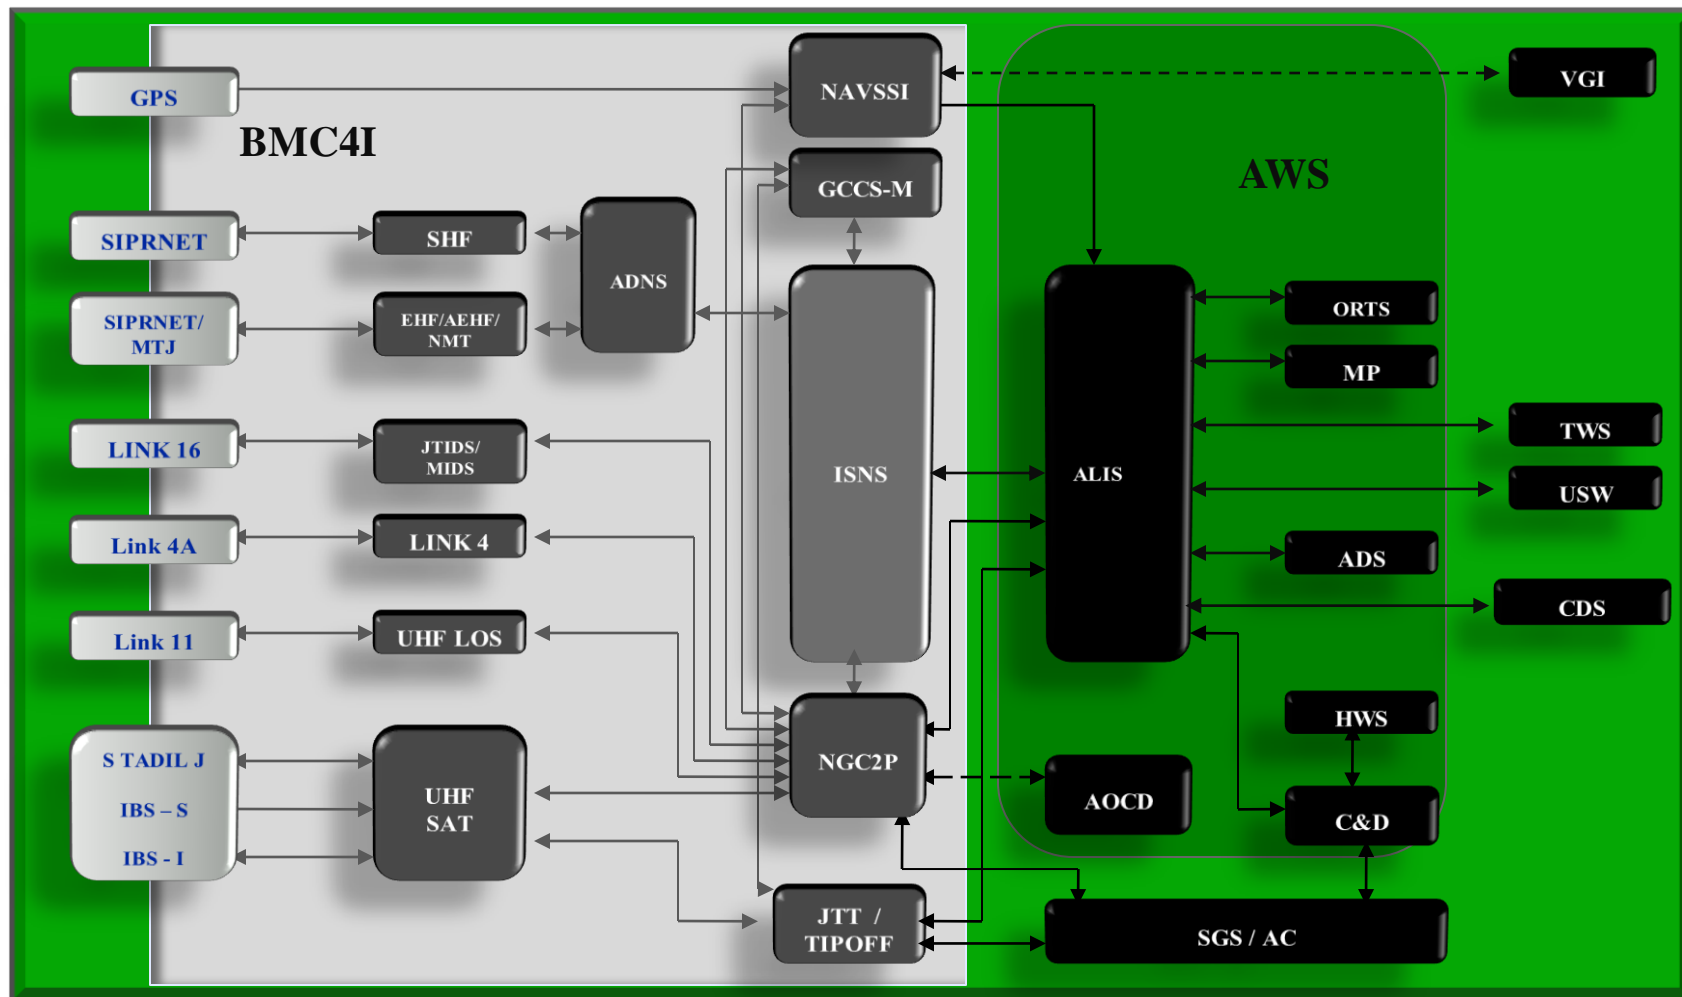 BMC4I
AWS
GPS
NAVSSI
VGI
GCCS-M
SIPRNET
SHF
ADNS
SIPRNET/
MTJ
EHF/AEHF/
NMT
ORTS
MP
LINK 16
JTIDS/
MIDS
ISNS
ALIS
TWS
USW
Link 4A
LINK 4
ADS
CDS
Link 11
UHF LOS
HWS
S TADIL J
IBS – S
IBS - I
UHF
SAT
NGC2P
AOCD
C&D
JTT /
TIPOFF
SGS / AC